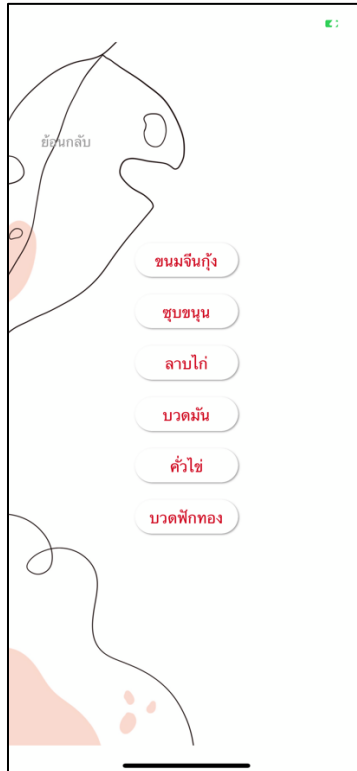 ย้อนกลับ
ขนมจีนกุ้ง
ซุบขนุน
ลาบไก่
บวดมัน
คั่วไข่
บวดฟักทอง